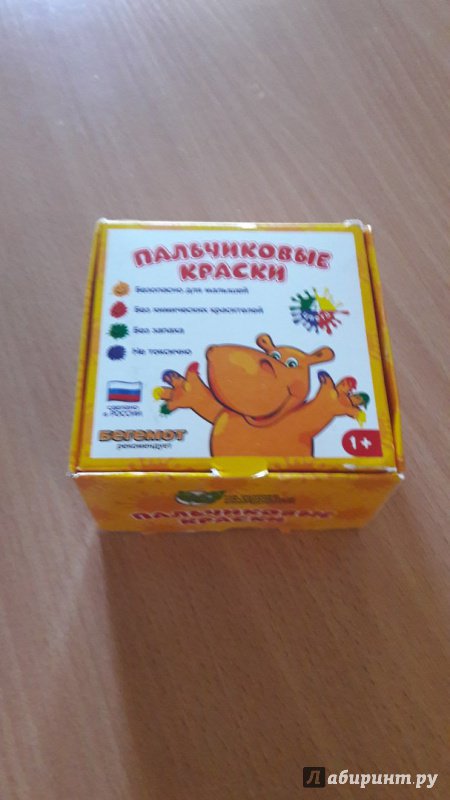 ПАЛЬЧИКОВЫЕ
КРАСКИ
Безопасно для малышей
Без химических красителей
Без запаха
Не токсично
сделано
в РОССИИ
БЕГЕМОТ
рекомендует!
1+
ПАЛЬЧИКОВЫЕ
КРАСКИ
Лабиринт.ру